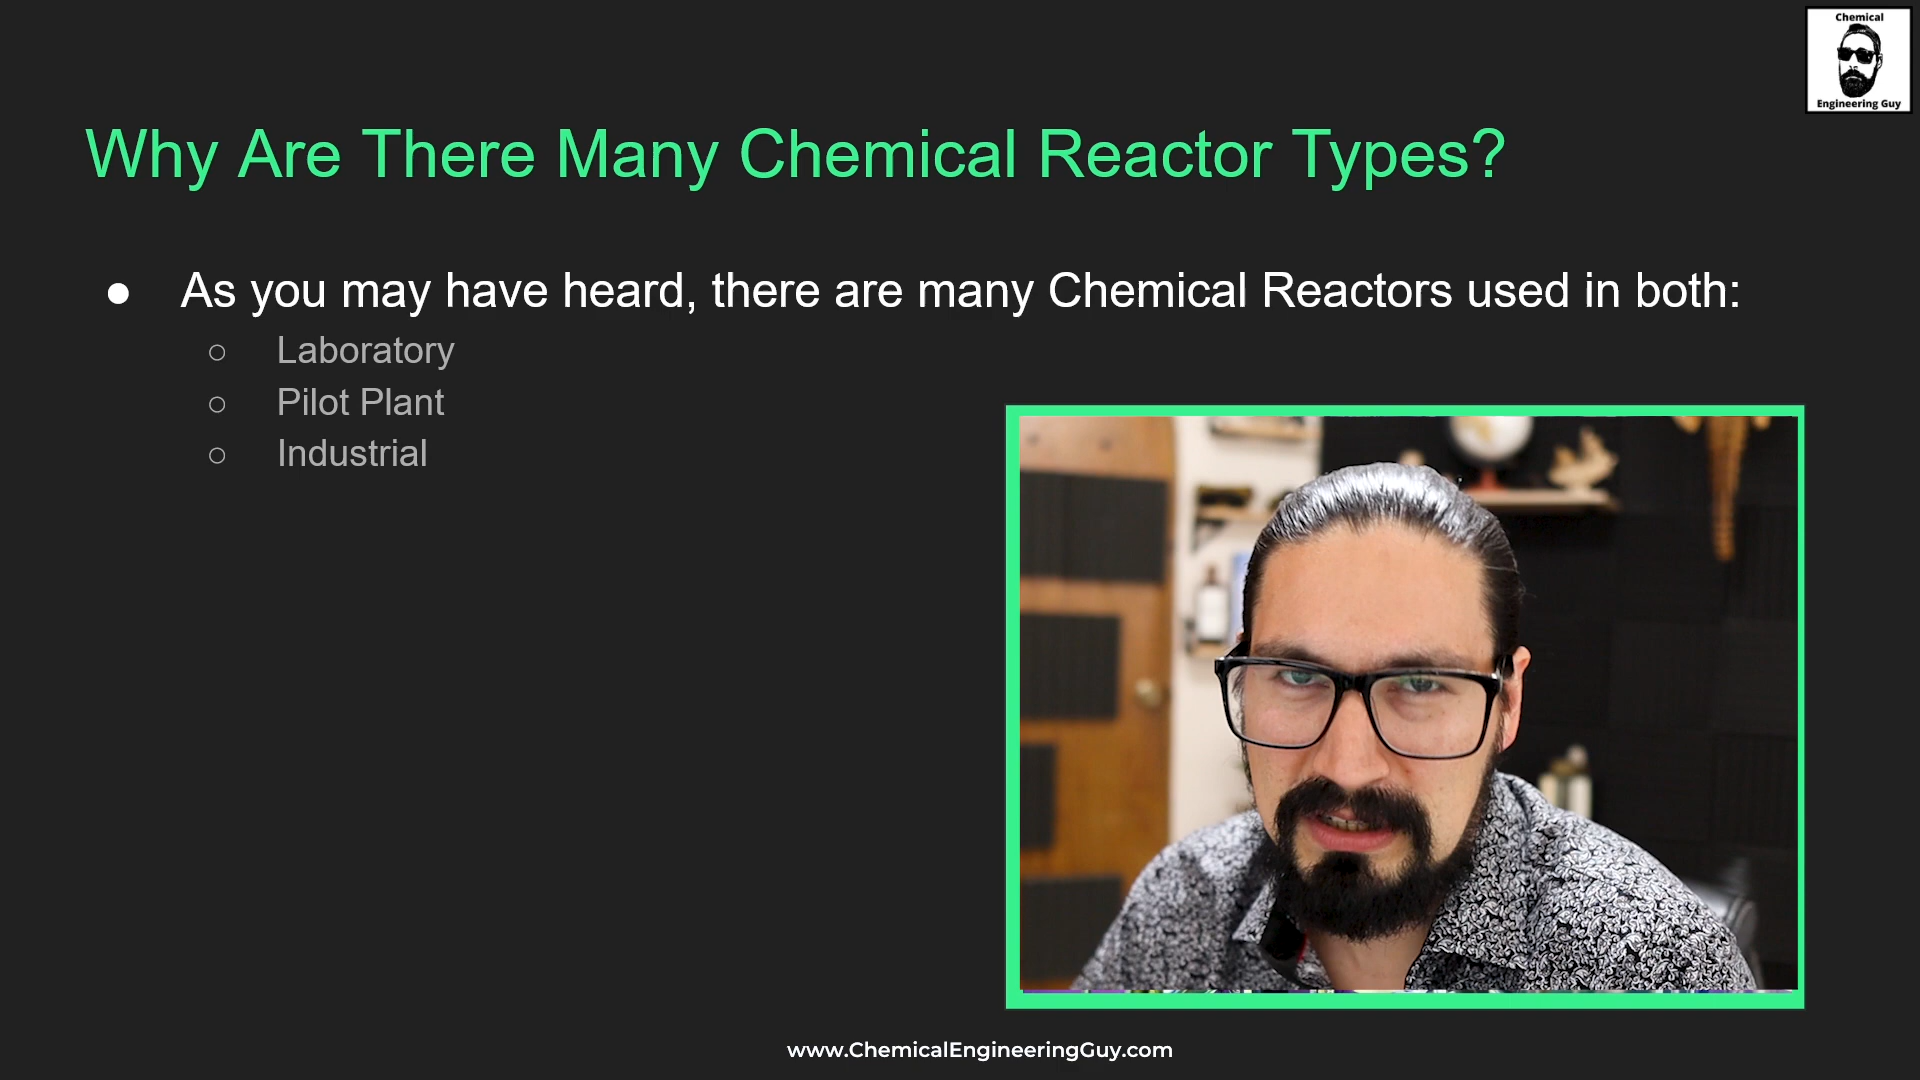 Chemical
Engineering Guy
Why Are There Many Chemical Reactor Types?
● As you may have heard, there are many Chemical Reactors used in both:
○ Laboratory
○ Pilot Plant
○ Industrial
www.ChemicalEngineeringGuy.com